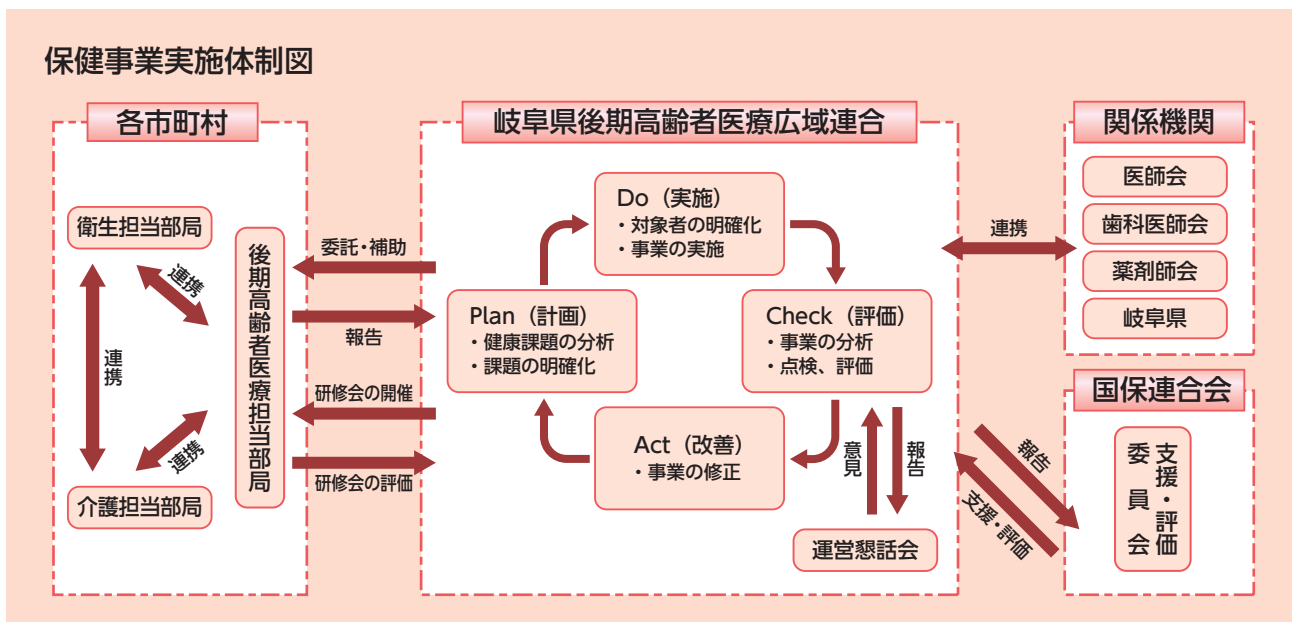 保健事業実施体制図
各市町村
衛生担当部局
連携
連携
連携
介護担当部局
後期高齢者医療担当部局
委託・補助
報告
研修会の開催
研修会の評価
岐阜県後期高齢者医療広域連合
Do（実施）
・対象者の明確化
・事業の実施
Plan（計画）
・健康課題の分析
・課題の明確化
Check（評価）
・事業の分析
・点検、評価
Act（改善）
・事業の修正
意見
報告
運営懇話会
連携
関係機関
医師会
歯科医師会
薬剤師会
岐阜県
報告
支援・評価
国保連合会
支援・評価
委員会